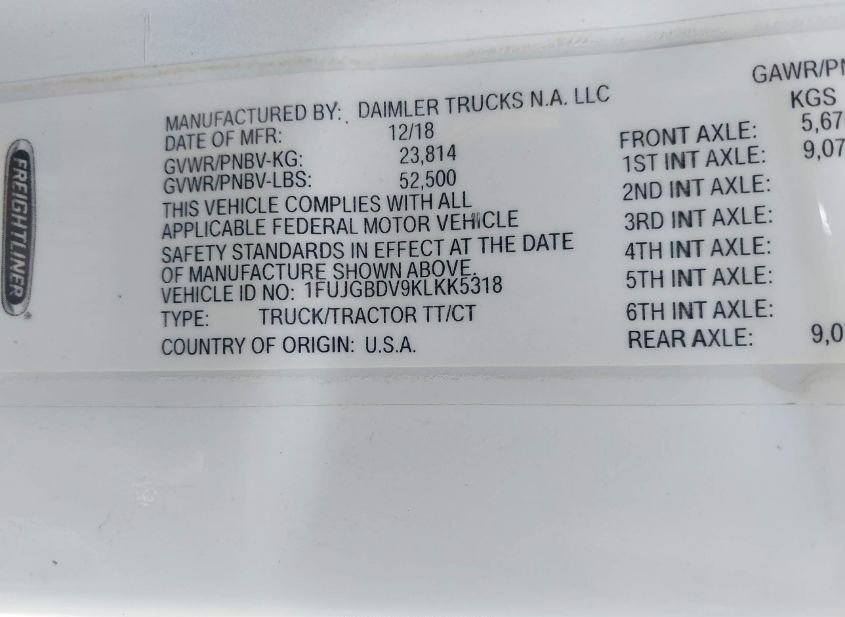 FREIGHTLINER
MANUFACTURED BY: DAIMLER TRUCKS N.A. LLC
DATE OF MFR: 12/18
GVWR/PNBV-KG: 23,814
GVWR/PNBV-LBS: 52,500
THIS VEHICLE COMPLIES WITH ALL
APPLICABLE FEDERAL MOTOR VEHICLE
SAFETY STANDARDS IN EFFECT AT THE DATE
OF MANUFACTURE SHOWN ABOVE.
VEHICLE ID NO: 1FUJGBDV9KLKK5318
TYPE: TRUCK/TRACTOR TT/CT
COUNTRY OF ORIGIN: U.S.A.
GAWR/PN
KGS
FRONT AXLE: 5,67
1ST INT AXLE: 9,07
2ND INT AXLE:
3RD INT AXLE:
4TH INT AXLE:
5TH INT AXLE:
6TH INT AXLE:
REAR AXLE: 9,0